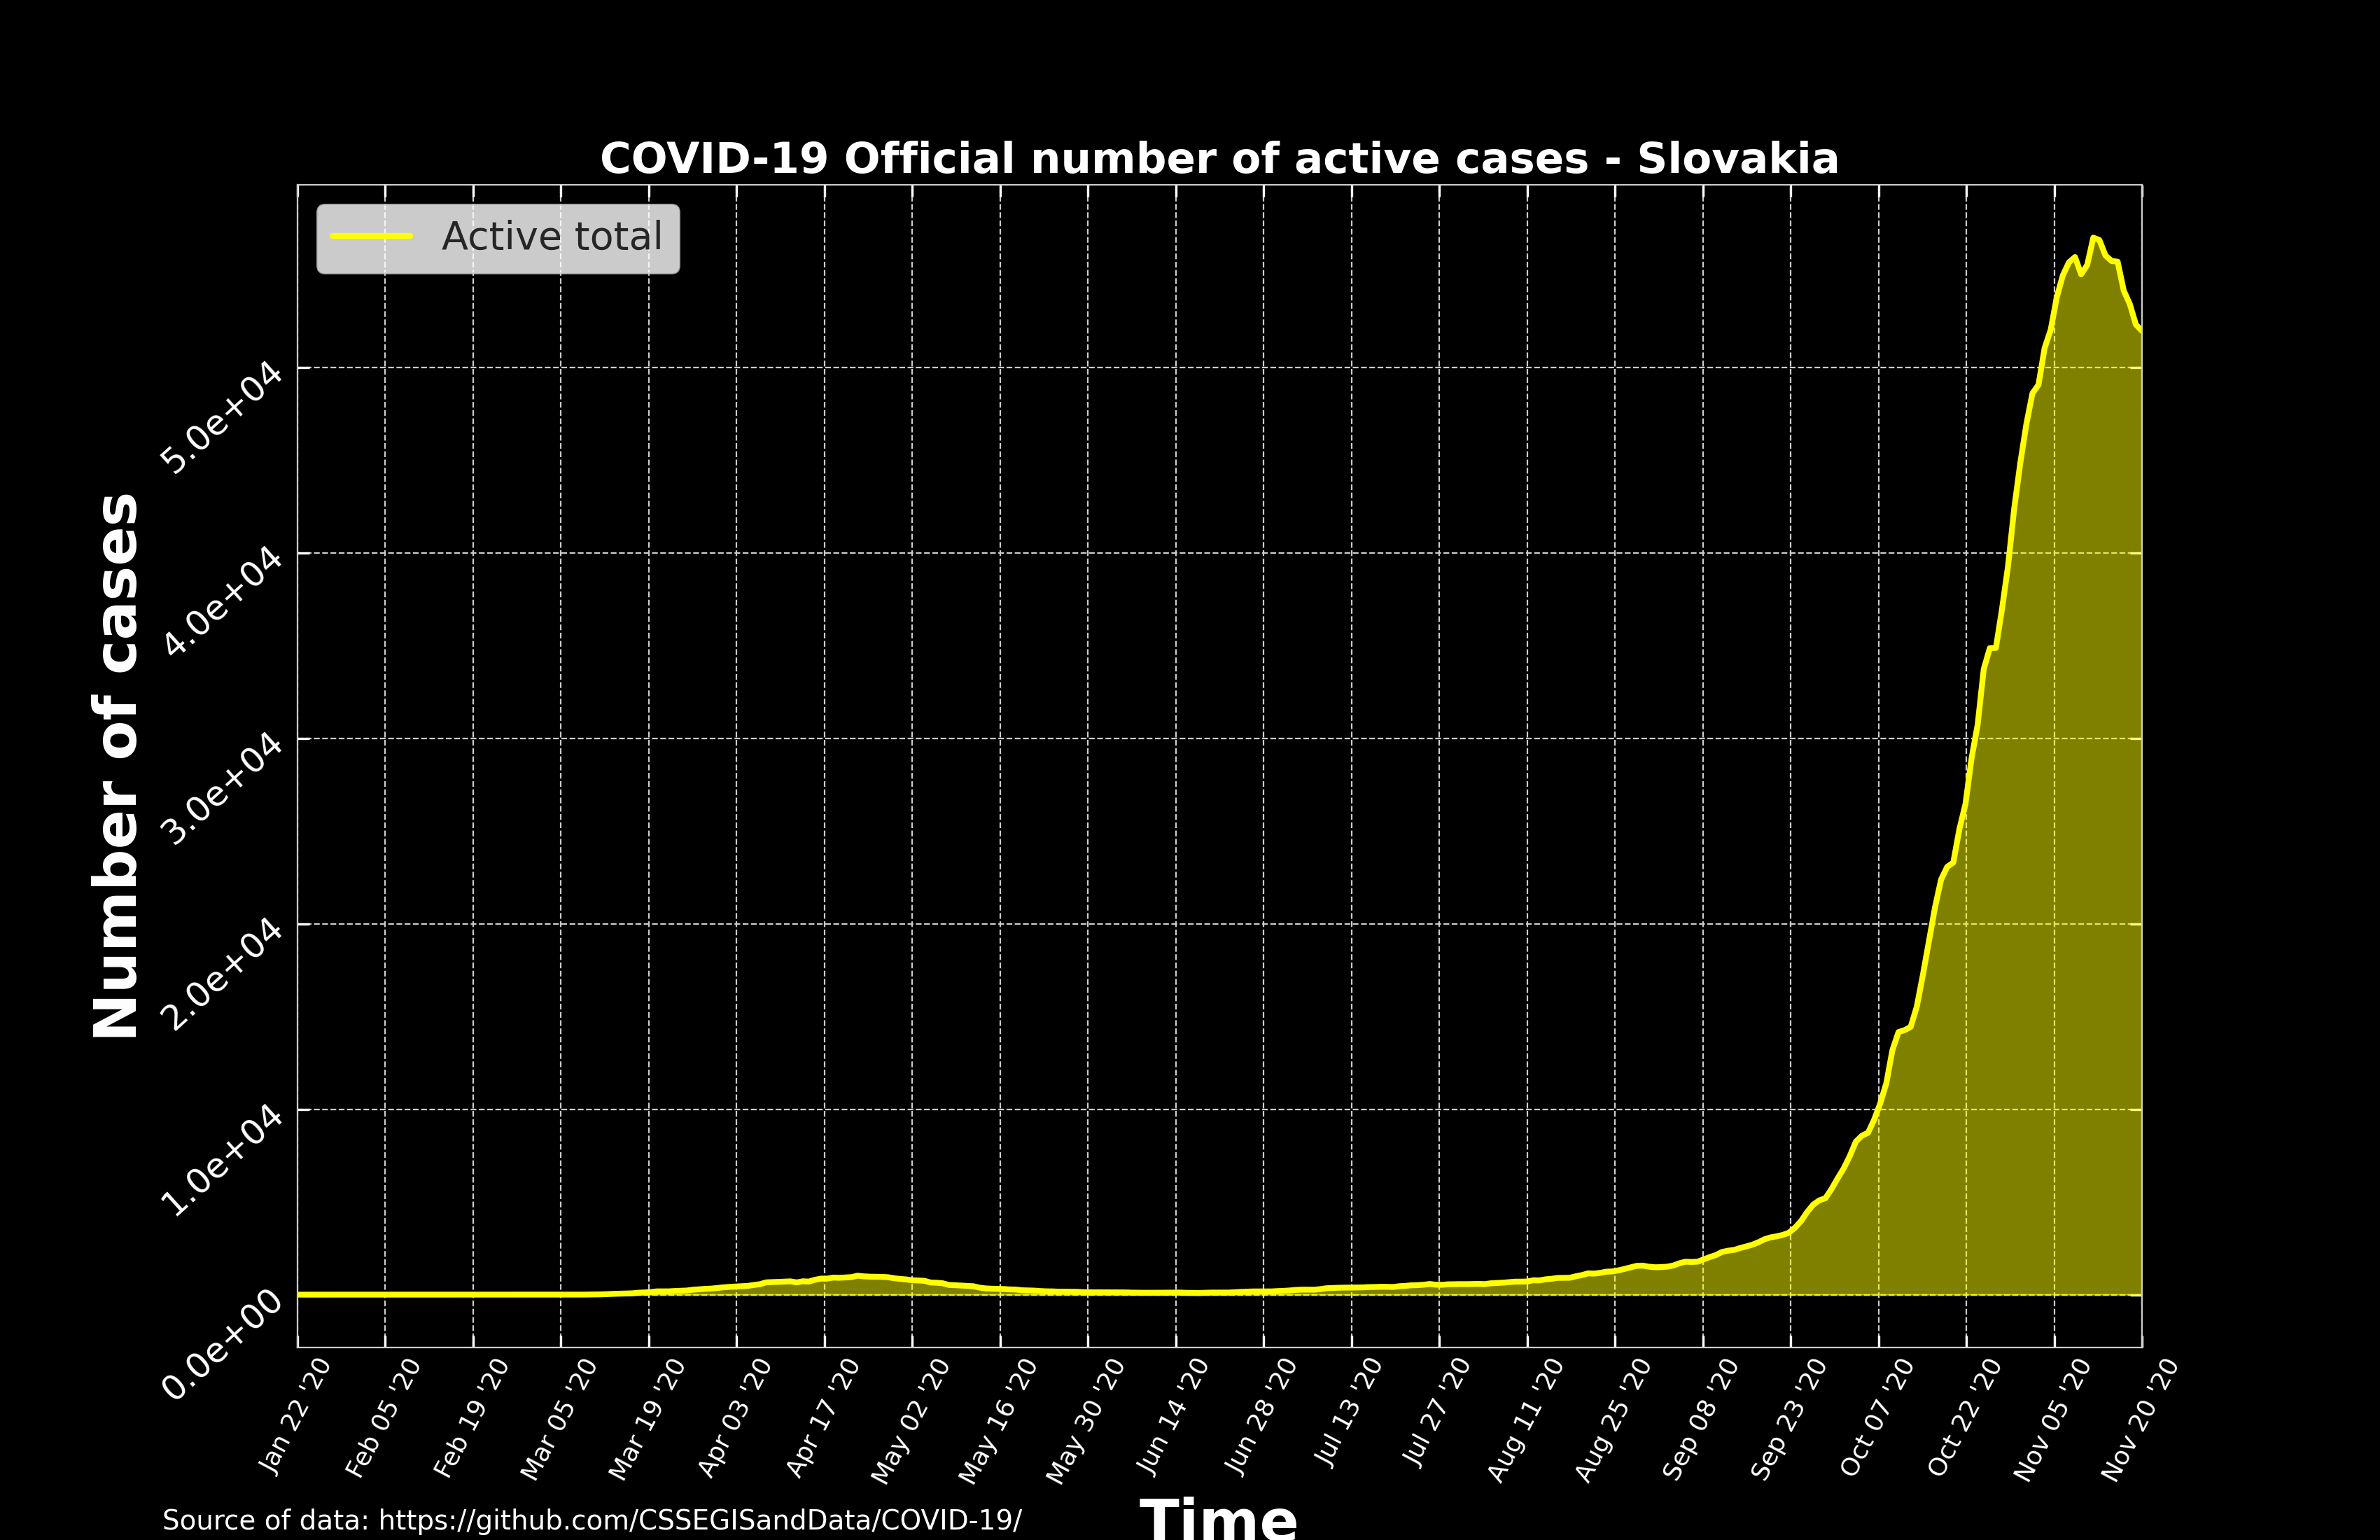 COVID-19 Official number of active cases - Slovakia
Active total
Number of cases
5.0e+04
4.0e+04
3.0e+04
2.0e+04
1.0e+04
0.0e+00
Jan 22 '20
Feb 05 '20
Feb 19 '20
Mar 05 '20
Mar 19 '20
Apr 03 '20
Apr 17 '20
May 02 '20
May 16 '20
May 30 '20
Jun 14 '20
Jun 28 '20
Jul 13 '20
Jul 27 '20
Aug 11 '20
Aug 25 '20
Sep 08 '20
Sep 23 '20
Oct 07 '20
Oct 22 '20
Nov 05 '20
Nov 20 '20
Time
Source of data: https://github.com/CSSEGISandData/COVID-19/